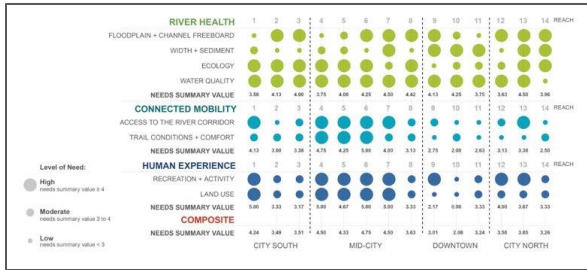 RIVER HEALTH 1 2 3 4 5 6 7 8 9 10 11 12 13 14 REACH
FLOODPLAIN + CHANNEL FREEBOARD
WIDTH + SEDIMENT
ECOLOGY
WATER QUALITY
NEEDS SUMMARY VALUE 3.58 4.13 4.00 3.75 4.08 4.25 4.50 4.42 4.13 4.25 3.75 3.63 4.50 3.96
CONNECTED MOBILITY 1 2 3 4 5 6 7 8 9 10 11 12 13 14 REACH
ACCESS TO THE RIVER CORRIDOR
TRAIL CONDITIONS + COMFORT
NEEDS SUMMARY VALUE 4.13 3.00 3.38 4.75 4.25 5.00 4.00 3.13 2.75 2.00 2.63 3.13 3.38 2.50
Level of Need:
High
needs summary value ≥ 4
Moderate
needs summary value 3 to 4
Low
needs summary value < 3
HUMAN EXPERIENCE 1 2 3 4 5 6 7 8 9 10 11 12 13 14 REACH
RECREATION + ACTIVITY
LAND USE
NEEDS SUMMARY VALUE 5.00 3.33 3.17 5.00 4.67 5.00 5.00 3.33 2.17 3.33 4.00 3.67 3.33
COMPOSITE
NEEDS SUMMARY VALUE 4.24 3.49 3.51 4.50 4.33 4.75 4.50 3.63 3.01 2.08 3.24 3.58 3.85 3.26
CITY SOUTH MID-CITY DOWNTOWN CITY NORTH